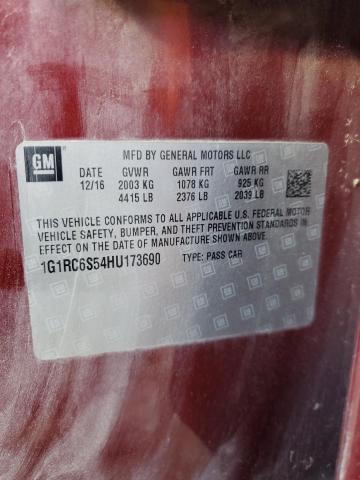 GM
MFD BY GENERAL MOTORS LLC
DATE GVWR GAWR FRT GAWR RR
12/16 2003 KG 1078 KG 925 KG
4415 LB 2376 LB 2039 LB
THIS VEHICLE CONFORMS TO ALL APPLICABLE U.S. FEDERAL MOTOR
VEHICLE SAFETY, BUMPER, AND THEFT PREVENTION STANDARDS IN
EFFECT ON THE DATE OF MANUFACTURE SHOWN ABOVE.
1G1RC6S54HU173690 TYPE: PASS CAR